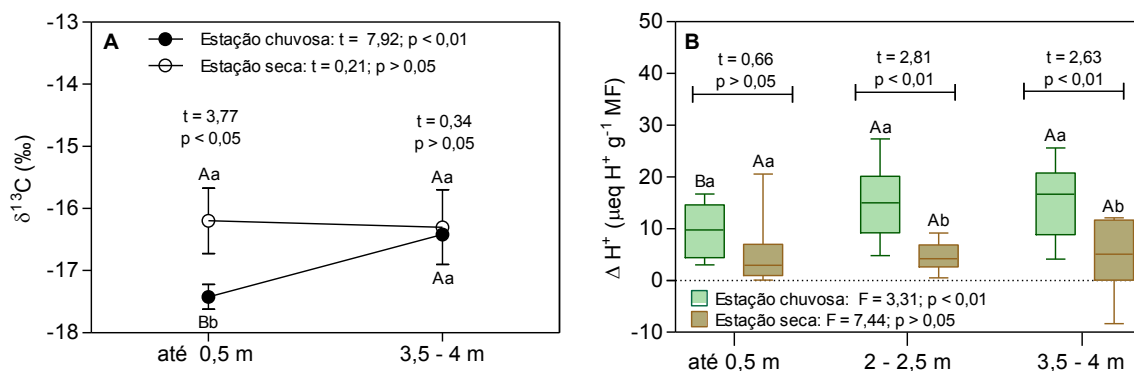 A
Estação chuvosa: t = 7,92; p < 0,01
Estação seca: t = 0,21; p > 0,05
δ¹³C (‰)
-13
-14
-15
-16
-17
-18
t = 3,77
p < 0,05
t = 0,34
p > 0,05
Aa
Aa
Bb
Aa
até 0,5 m
3,5 - 4 m
B
Δ H⁺ (µeq H⁺ g⁻¹ MF)
50
40
30
20
10
0
-10
t = 0,66
p > 0,05
t = 2,81
p < 0,01
t = 2,63
p < 0,01
Ba
Aa
Aa
Ab
Aa
Ab
Estação chuvosa: F = 3,31; p < 0,01
Estação seca: F = 7,44; p > 0,05
até 0,5 m
2 - 2,5 m
3,5 - 4 m